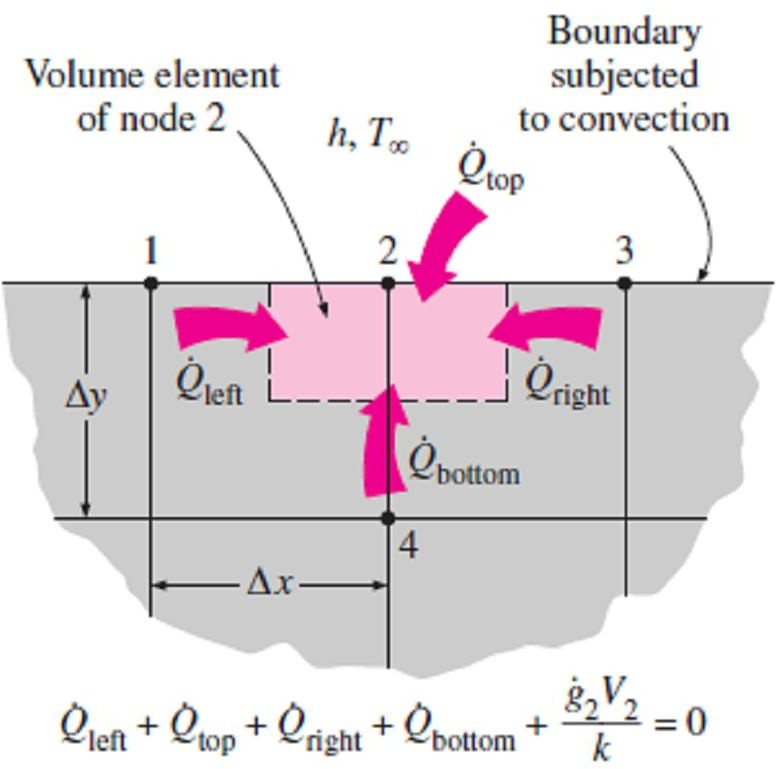 Boundary
subjected
to convection
Volume element
of node 2
h, T∞
Q̇top
1
2
3
Q̇left
Q̇right
Δy
Q̇bottom
4
Δx
Q̇left + Q̇top + Q̇right + Q̇bottom + ġ2V2/k = 0